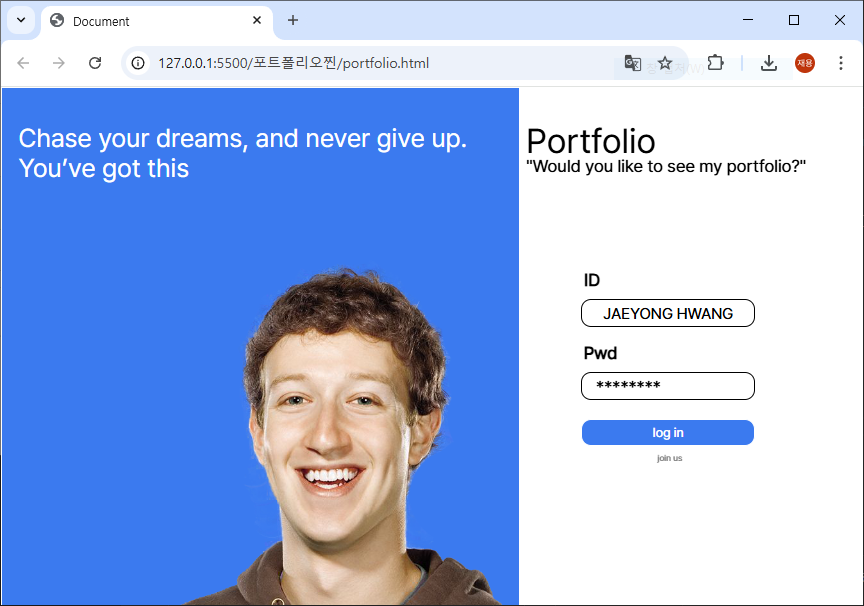 Document
127.0.0.1:5500/포트폴리오찐/portfolio.html
재용
Chase your dreams, and never give up.
You’ve got this
Portfolio
"Would you like to see my portfolio?"
ID
JAEYONG HWANG
Pwd
********
log in
join us